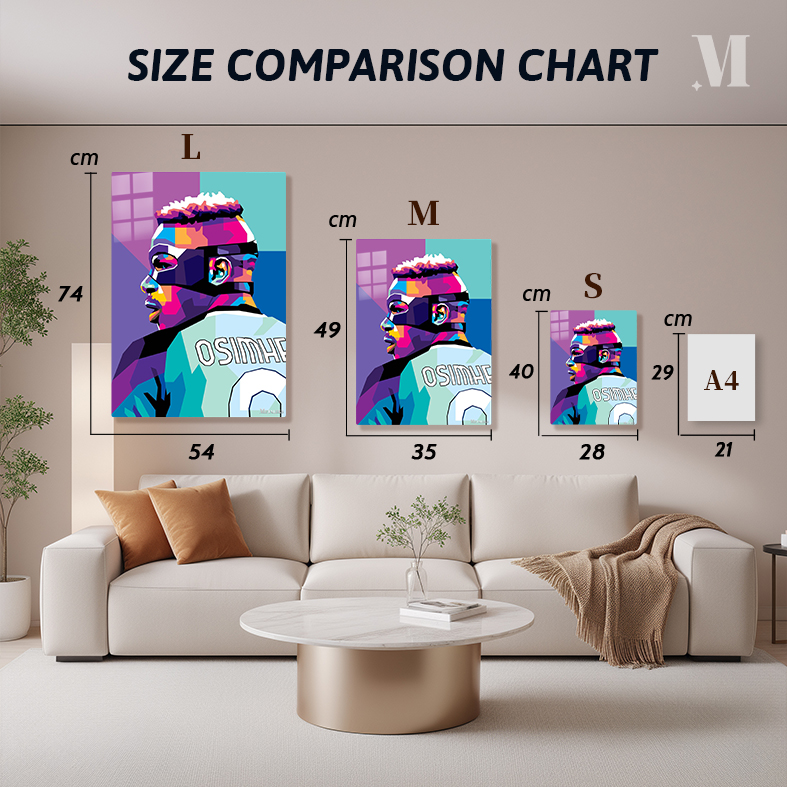 SIZE COMPARISON CHART
M
L
cm
74
54
OSIMHE
M
cm
49
35
OSIMHE
S
cm
40
28
OSIMHE
cm
29
A4
21